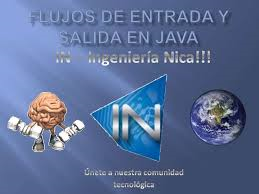 FLUJOS DE ENTRADA Y
SALIDA EN JAVA
IN - Ingeniería Nica!!!
IN
Únete a nuestra comunidad
tecnológica